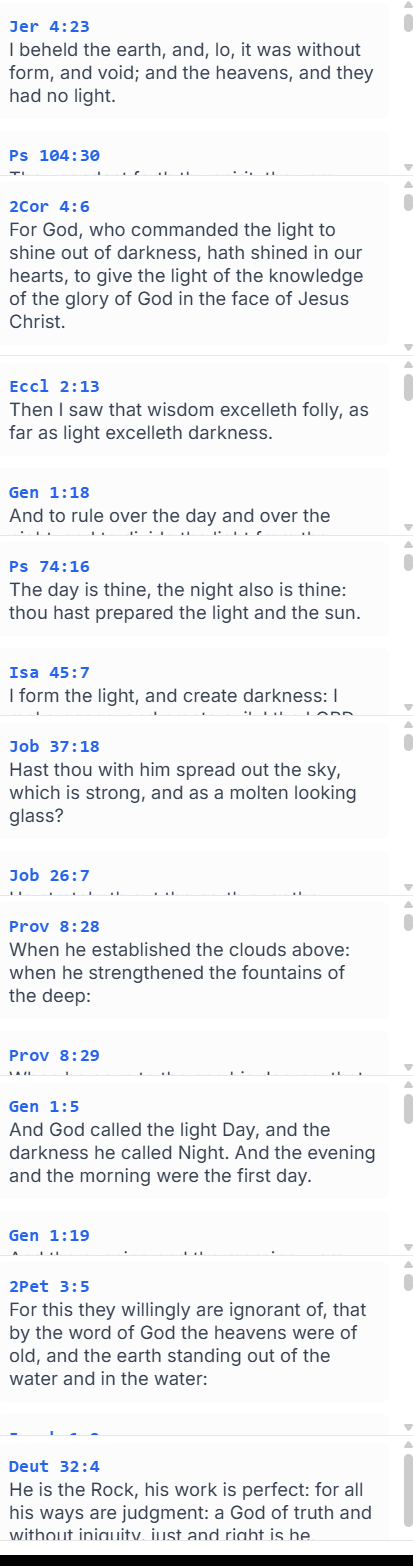 Jer 4:23
I beheld the earth, and, lo, it was without
form, and void; and the heavens, and they
had no light.
Ps 104:30
2Cor 4:6
For God, who commanded the light to
shine out of darkness, hath shined in our
hearts, to give the light of the knowledge
of the glory of God in the face of Jesus
Christ.
Eccl 2:13
Then I saw that wisdom excelleth folly, as
far as light excelleth darkness.
Gen 1:18
And to rule over the day and over the
Ps 74:16
The day is thine, the night also is thine:
thou hast prepared the light and the sun.
Isa 45:7
I form the light, and create darkness: I
Job 37:18
Hast thou with him spread out the sky,
which is strong, and as a molten looking
glass?
Job 26:7
Prov 8:28
When he established the clouds above:
when he strengthened the fountains of
the deep:
Prov 8:29
Gen 1:5
And God called the light Day, and the
darkness he called Night. And the evening
and the morning were the first day.
Gen 1:19
2Pet 3:5
For this they willingly are ignorant of, that
by the word of God the heavens were of
old, and the earth standing out of the
water and in the water:
Deut 32:4
He is the Rock, his work is perfect: for all
his ways are judgment: a God of truth and
without iniquity, just and right is he.